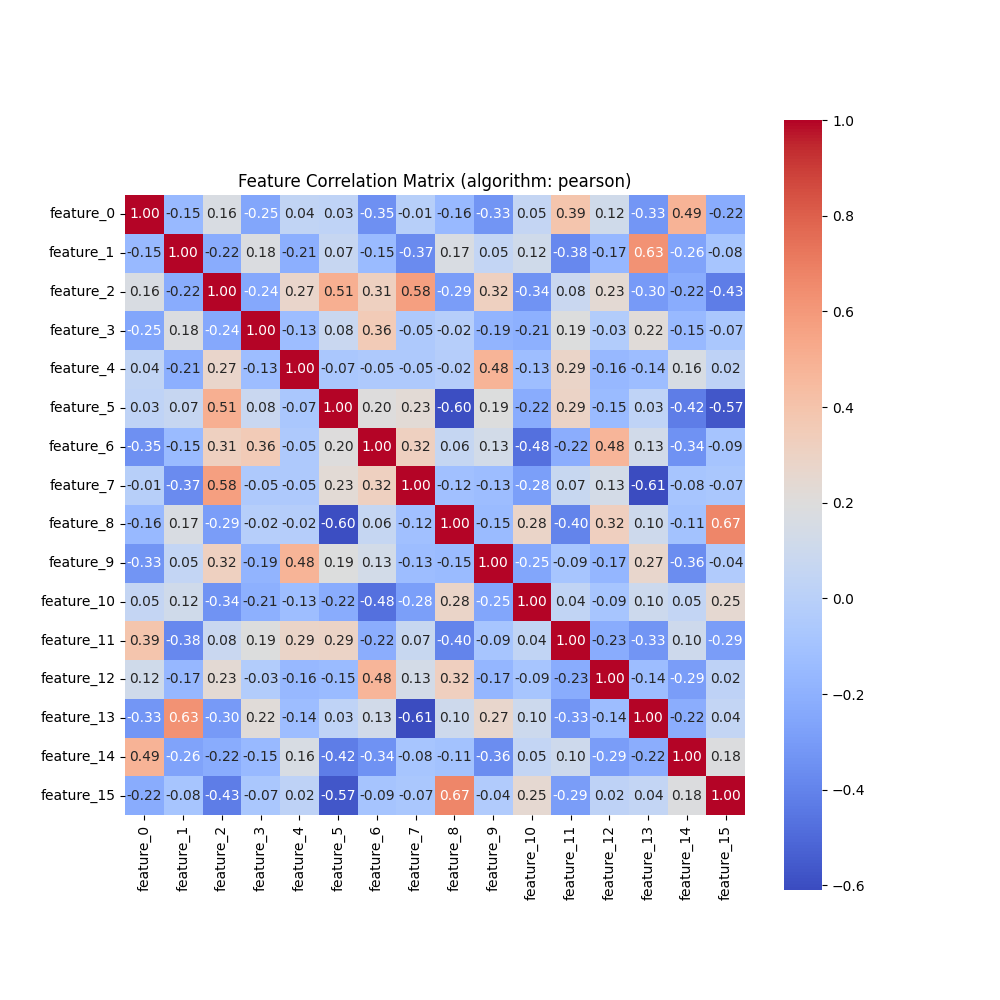 Feature Correlation Matrix (algorithm: pearson)
feature_0 1.00 -0.15 0.16 -0.25 0.04 0.03 -0.35 -0.01 -0.16 -0.33 0.05 0.39 0.12 -0.33 0.49 -0.22
feature_1 -0.15 1.00 -0.22 0.18 -0.21 0.07 -0.15 -0.37 0.17 0.05 0.12 -0.38 -0.17 0.63 -0.26 -0.08
feature_2 0.16 -0.22 1.00 -0.24 0.27 0.51 0.31 0.58 -0.29 0.32 -0.34 0.08 0.23 -0.30 -0.22 -0.43
feature_3 -0.25 0.18 -0.24 1.00 -0.13 0.08 0.36 -0.05 -0.02 -0.19 -0.21 0.19 -0.03 0.22 -0.15 -0.07
feature_4 0.04 -0.21 0.27 -0.13 1.00 -0.07 -0.05 -0.05 -0.02 0.48 -0.13 0.29 -0.16 -0.14 0.16 0.02
feature_5 0.03 0.07 0.51 0.08 -0.07 1.00 0.20 0.23 -0.60 0.19 -0.22 0.29 -0.15 0.03 -0.42 -0.57
feature_6 -0.35 -0.15 0.31 0.36 -0.05 0.20 1.00 0.32 0.06 0.13 -0.48 -0.22 0.48 0.13 -0.34 -0.09
feature_7 -0.01 -0.37 0.58 -0.05 -0.05 0.23 0.32 1.00 -0.12 -0.13 -0.28 0.07 0.13 -0.61 -0.08 -0.07
feature_8 -0.16 0.17 -0.29 -0.02 -0.02 -0.60 0.06 -0.12 1.00 -0.15 0.28 -0.40 0.32 0.10 -0.11 0.67
feature_9 -0.33 0.05 0.32 -0.19 0.48 0.19 0.13 -0.13 -0.15 1.00 -0.25 -0.09 -0.17 0.27 -0.36 -0.04
feature_10 0.05 0.12 -0.34 -0.21 -0.13 -0.22 -0.48 -0.28 0.28 -0.25 1.00 0.04 -0.09 0.10 0.05 0.25
feature_11 0.39 -0.38 0.08 0.19 0.29 0.29 -0.22 0.07 -0.40 -0.09 0.04 1.00 -0.23 -0.33 0.10 -0.29
feature_12 0.12 -0.17 0.23 -0.03 -0.16 -0.15 0.48 0.13 0.32 -0.17 -0.09 -0.23 1.00 -0.14 -0.29 0.02
feature_13 -0.33 0.63 -0.30 0.22 -0.14 0.03 0.13 -0.61 0.10 0.27 0.10 -0.33 -0.14 1.00 -0.22 0.04
feature_14 0.49 -0.26 -0.22 -0.15 0.16 -0.42 -0.34 -0.08 -0.11 -0.36 0.05 0.10 -0.29 -0.22 1.00 0.18
feature_15 -0.22 -0.08 -0.43 -0.07 0.02 -0.57 -0.09 -0.07 0.67 -0.04 0.25 -0.29 0.02 0.04 0.18 1.00
feature_0
feature_1
feature_2
feature_3
feature_4
feature_5
feature_6
feature_7
feature_8
feature_9
feature_10
feature_11
feature_12
feature_13
feature_14
feature_15
1.0
0.8
0.6
0.4
0.2
0.0
−0.2
−0.4
−0.6